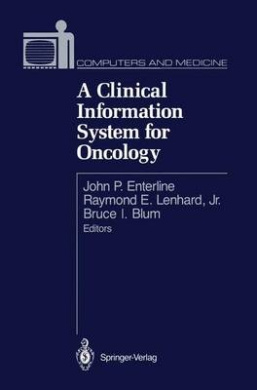 COMPUTERS AND MEDICINE
A Clinical
Information
System for
Oncology
John P. Enterline
Raymond E. Lenhard, Jr.
Bruce I. Blum
Editors
Springer-Verlag